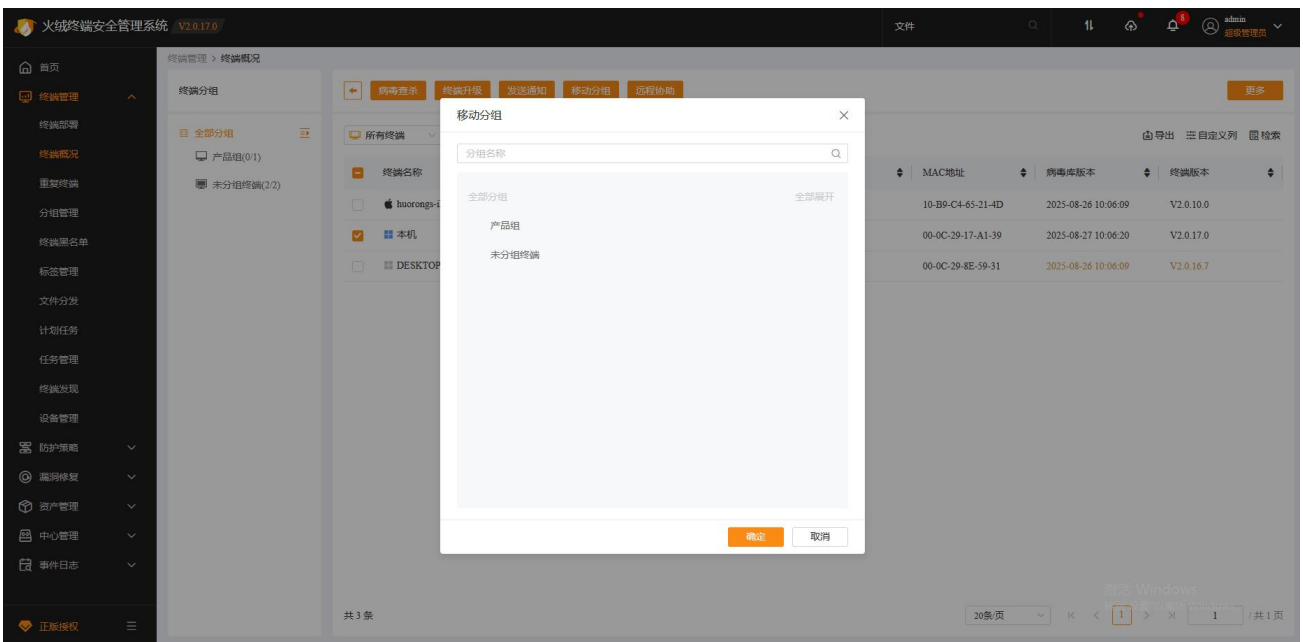 火绒终端安全管理系统 V2.0.17.0 文件 8 admin
超级管理员
首页
终端管理
终端部署
终端概况
重复终端
分组管理
终端黑名单
标签管理
文件分发
计划任务
任务管理
终端发现
设备管理
防护策略
漏洞修复
资产管理
中心管理
事件日志
正版授权
终端管理 > 终端概况
终端分组
全部分组
产品组(0/1)
未分组终端(2/2)
病毒查杀 终端升级 发送通知 移动分组 远程协助 更多
所有终端 导出 自定义列 检索
终端名称 MAC地址 病毒库版本 终端版本
huorongs-i 10-B9-C4-65-21-4D 2025-08-26 10:06:09 V2.0.10.0
本机 00-0C-29-17-A1-39 2025-08-27 10:06:20 V2.0.17.0
DESKTOP 00-0C-29-8E-59-31 2025-08-26 10:06:09 V2.0.16.7
移动分组
分组名称
全部分组 全部展开
产品组
未分组终端
确定 取消
激活 Windows
共 3 条 20条/页 1 1 /共 1 页